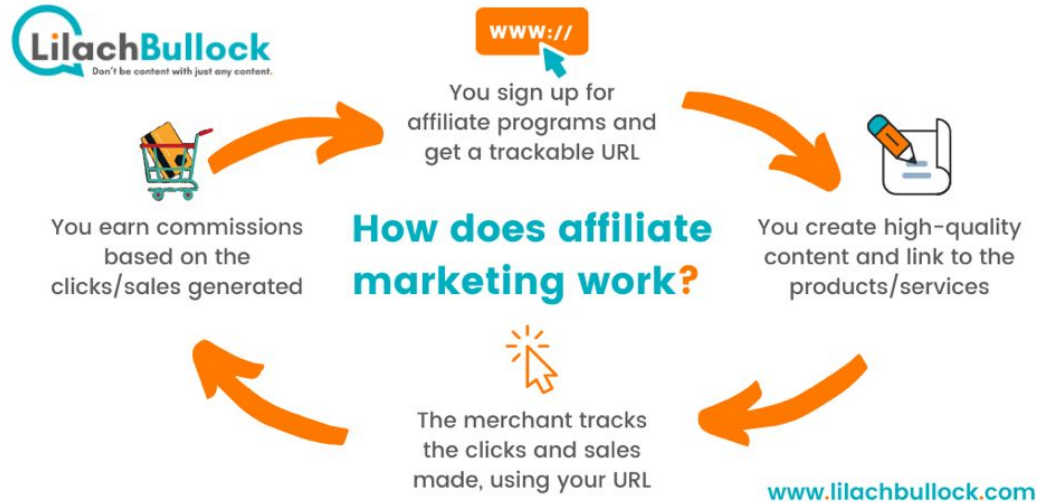 LilachBullock
Don't be content with just any content.
www://
You sign up for
affiliate programs and
get a trackable URL
You create high-quality
content and link to the
products/services
The merchant tracks
the clicks and sales
made, using your URL
You earn commissions
based on the
clicks/sales generated
How does affiliate
marketing work?
www.lilachbullock.com